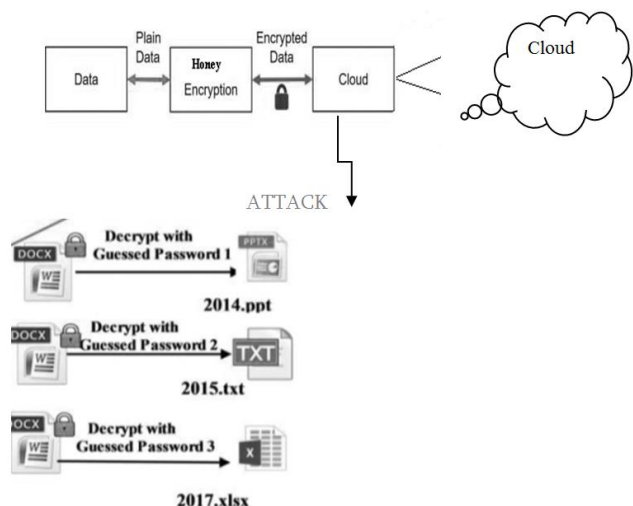 Plain
Data
Encrypted
Data
Data
Honey
Encryption
Cloud
Cloud
ATTACK
DOCX
W
Decrypt with
Guessed Password 1
PPTX
2014.ppt
DOCX
W
Decrypt with
Guessed Password 2
TXT
2015.txt
DOCX
W
Decrypt with
Guessed Password 3
X
2017.xlsx